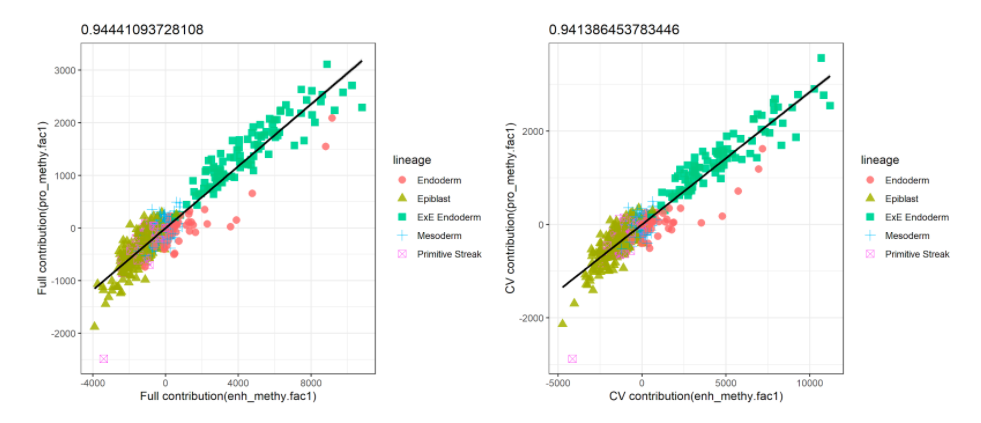 0.94441093728108
3000
2000
1000
0
-1000
-2000
-4000 0 4000 8000
Full contribution(enh_methy.fac1)
Full contribution(pro_methy.fac1)
lineage
Endoderm
Epiblast
ExE Endoderm
Mesoderm
Primitive Streak
0.941386453783446
2000
0
-2000
-5000 0 5000 10000
CV contribution(enh_methy.fac1)
CV contribution(pro_methy.fac1)
lineage
Endoderm
Epiblast
ExE Endoderm
Mesoderm
Primitive Streak